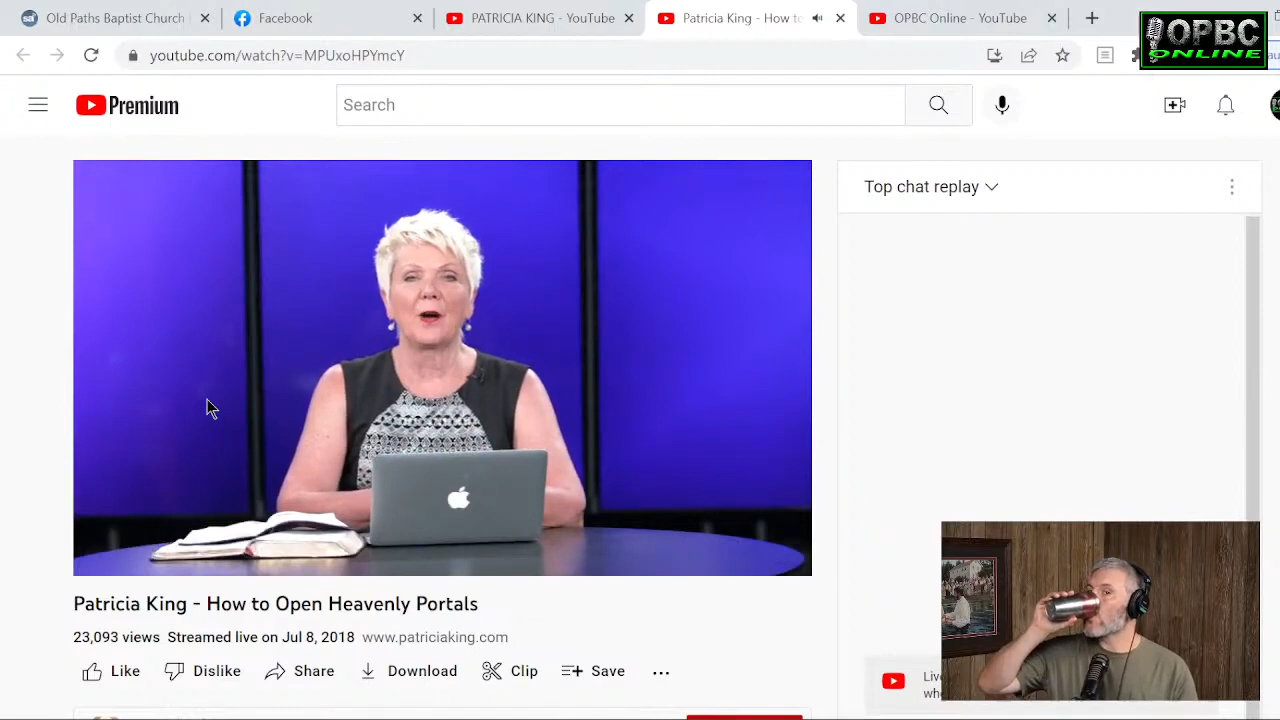 Old Paths Baptist Church
Facebook
PATRICIA KING - YouTube
Patricia King - How to
OPBC Online - YouTube
OPBC
ONLINE
youtube.com/watch?v=MPUxoHPYmcY
Premium
Search
Top chat replay
Patricia King - How to Open Heavenly Portals
23,093 views Streamed live on Jul 8, 2018 www.patriciaking.com
Like
Dislike
Share
Download
Clip
Save